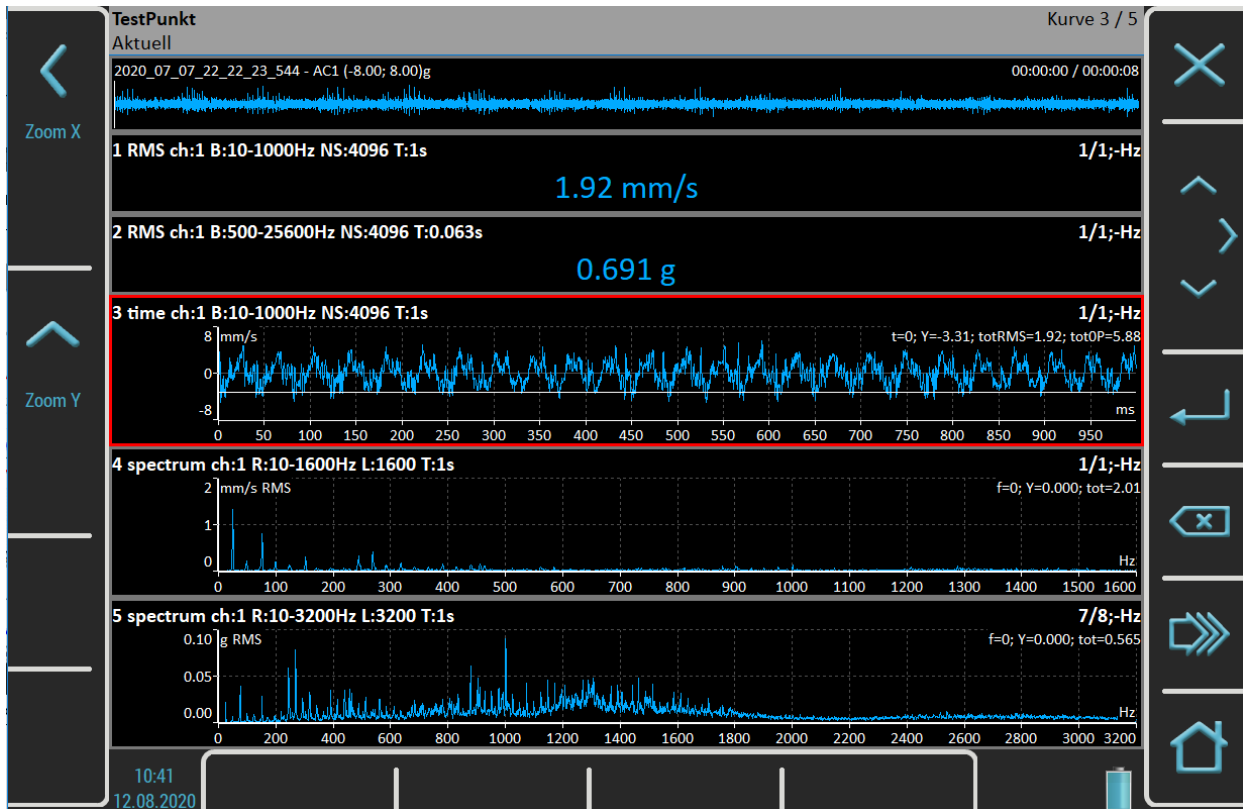 TestPunkt
Kurve 3 / 5
Aktuell
2020_07_07_22_22_23_544 - AC1 (-8.00; 8.00)g
00:00:00 / 00:00:08
Zoom X
1 RMS ch:1 B:10-1000Hz NS:4096 T:1s
1/1;-Hz
1.92 mm/s
2 RMS ch:1 B:500-25600Hz NS:4096 T:0.063s
1/1;-Hz
0.691 g
3 time ch:1 B:10-1000Hz NS:4096 T:1s
1/1;-Hz
8 mm/s
t=0; Y=-3.31; totRMS=1.92; tot0P=5.88
0
Zoom Y
-8
ms
0 50 100 150 200 250 300 350 400 450 500 550 600 650 700 750 800 850 900 950
4 spectrum ch:1 R:10-1600Hz L:1600 T:1s
1/1;-Hz
2 mm/s RMS
f=0; Y=0.000; tot=2.01
1
0
Hz
0 100 200 300 400 500 600 700 800 900 1000 1100 1200 1300 1400 1500 1600
5 spectrum ch:1 R:10-3200Hz L:3200 T:1s
7/8;-Hz
0.10 g RMS
f=0; Y=0.000; tot=0.565
0.05
0.00
Hz
0 200 400 600 800 1000 1200 1400 1600 1800 2000 2200 2400 2600 2800 3000 3200
10:41
12.08.2020